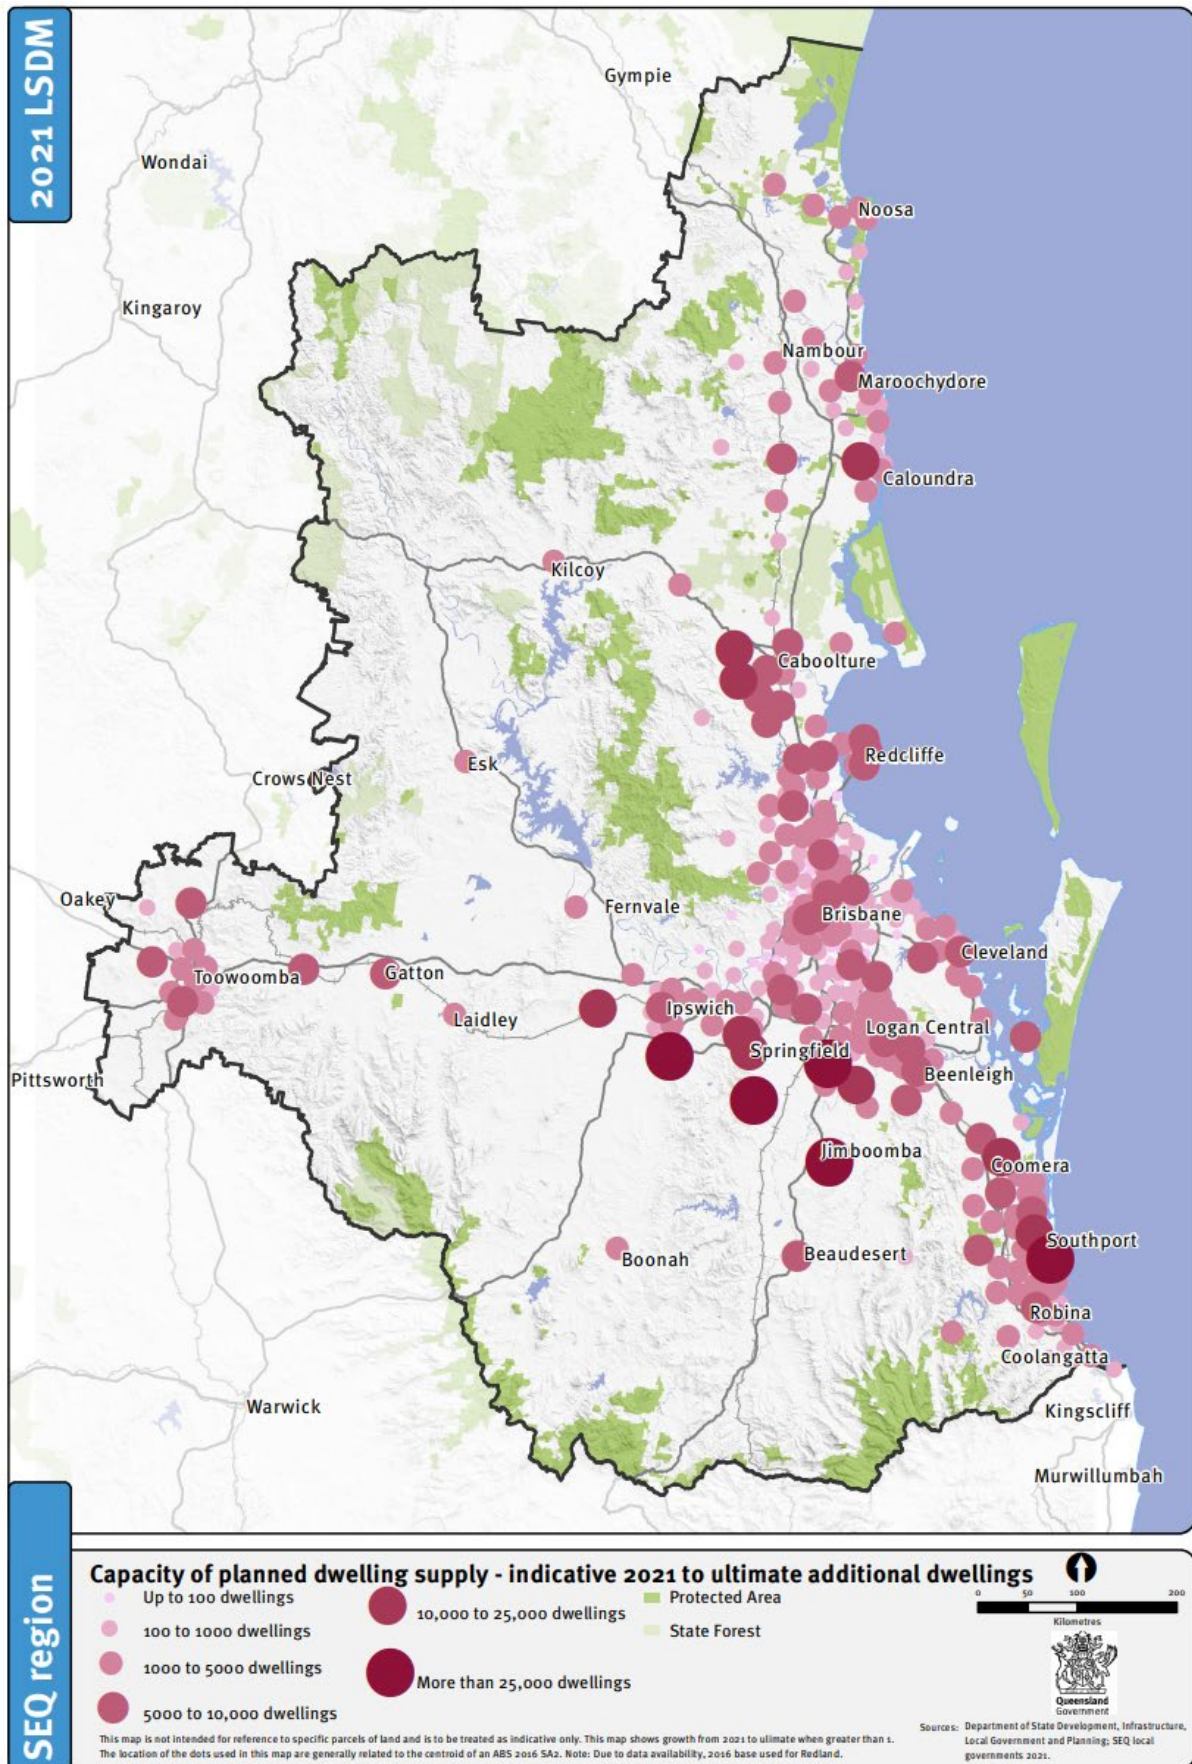 2021 LSDM
Gympie
Wondai
Noosa
Kingaroy
Nambour
Maroochydore
Caloundra
Kilcoy
Caboolture
Redcliffe
Esk
Crows Nest
Oakey
Fernvale
Brisbane
Cleveland
Toowoomba
Gatton
Ipswich
Laidley
Logan Central
Springfield
Beenleigh
Pittsworth
Jimboomba
Coomera
Southport
Beaudesert
Boonah
Robina
Coolangatta
Warwick
Kingscliff
Murwillumbah
SEQ region
Capacity of planned dwelling supply - indicative 2021 to ultimate additional dwellings
Up to 100 dwellings
100 to 1000 dwellings
1000 to 5000 dwellings
5000 to 10,000 dwellings
10,000 to 25,000 dwellings
More than 25,000 dwellings
Protected Area
State Forest
0 50 100 200
Kilometres
Queensland
Government
This map is not intended for reference to specific parcels of land and is to be treated as indicative only. This map shows growth from 2021 to ulimate when greater than 1.
The location of the dots used in this map are generally related to the centroid of an ABS 2016 SA2. Note: Due to data availability, 2016 base used for Redland.
Sources: Department of State Development, Infrastructure,
Local Government and Planning; SEQ local
governments 2021.